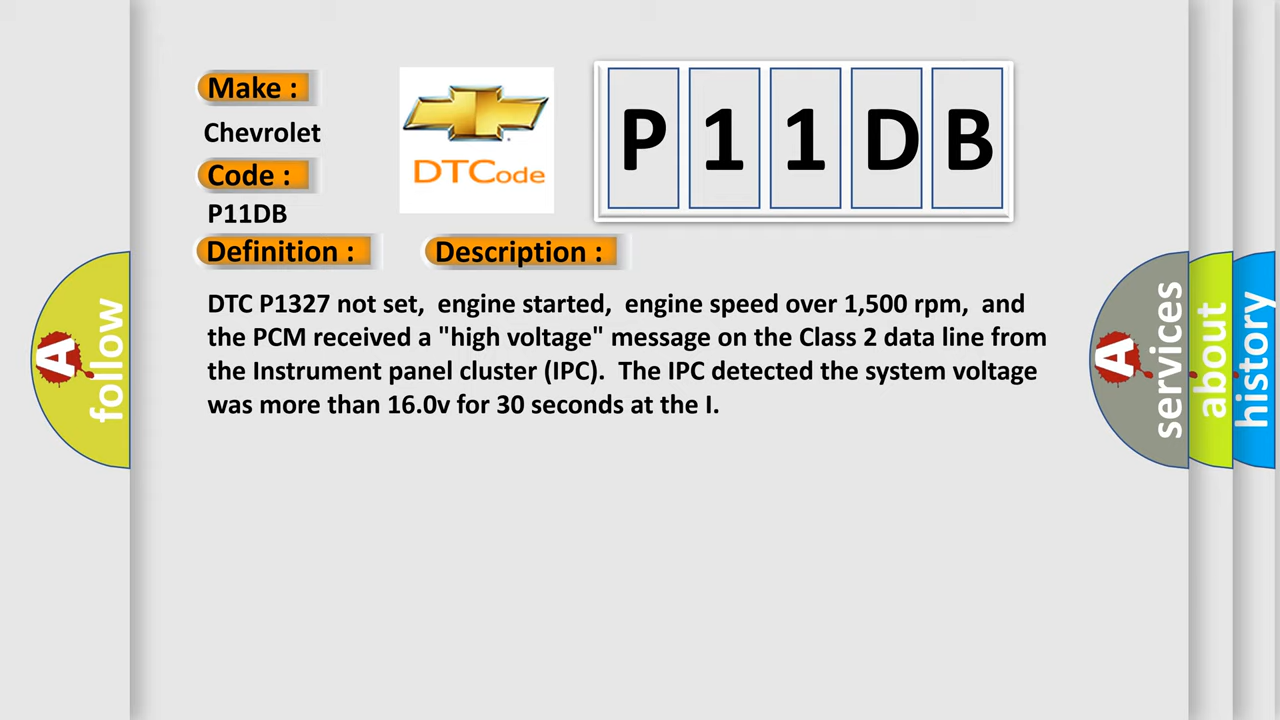 Make :
Chevrolet
Code :
P11DB
Definition :
Description :
DTCode
P 1 1 D B
DTC P1327 not set, engine started, engine speed over 1,500 rpm, and
the PCM received a "high voltage" message on the Class 2 data line from
the Instrument panel cluster (IPC). The IPC detected the system voltage
was more than 16.0v for 30 seconds at the I.
A follow
A services
about
history